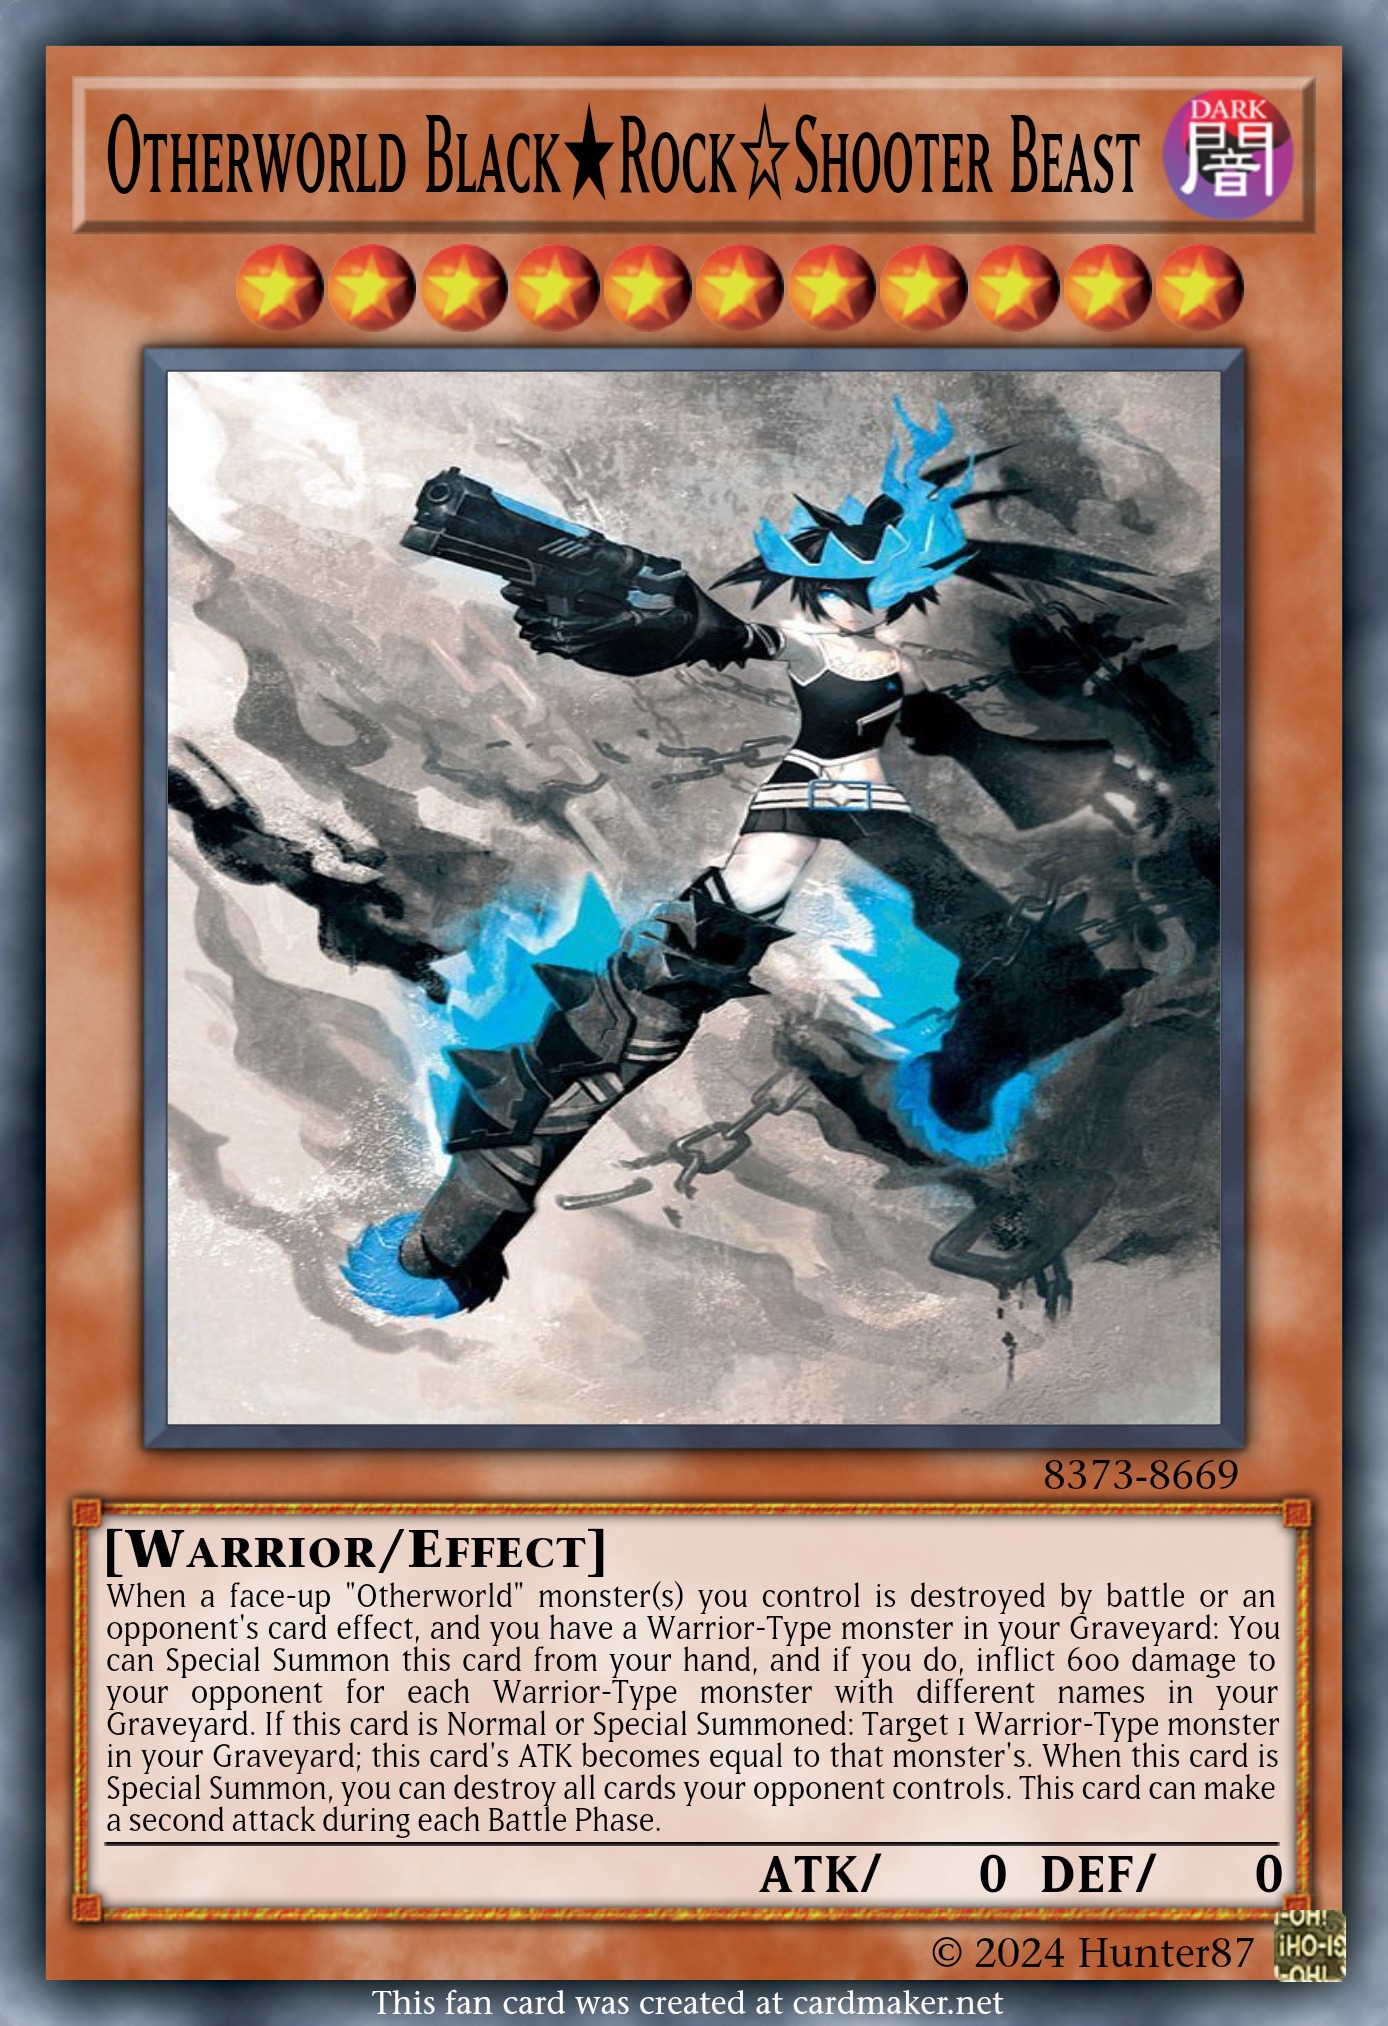 Otherworld Black★Rock☆Shooter Beast
DARK
闇
8373-8669
[Warrior/Effect]
When a face-up "Otherworld" monster(s) you control is destroyed by battle or an
opponent's card effect, and you have a Warrior-Type monster in your Graveyard: You
can Special Summon this card from your hand, and if you do, inflict 600 damage to
your opponent for each Warrior-Type monster with different names in your
Graveyard. If this card is Normal or Special Summoned: Target 1 Warrior-Type monster
in your Graveyard; this card's ATK becomes equal to that monster's. When this card is
Special Summon, you can destroy all cards your opponent controls. This card can make
a second attack during each Battle Phase.
ATK/ 0 DEF/ 0
© 2024 Hunter87
This fan card was created at cardmaker.net